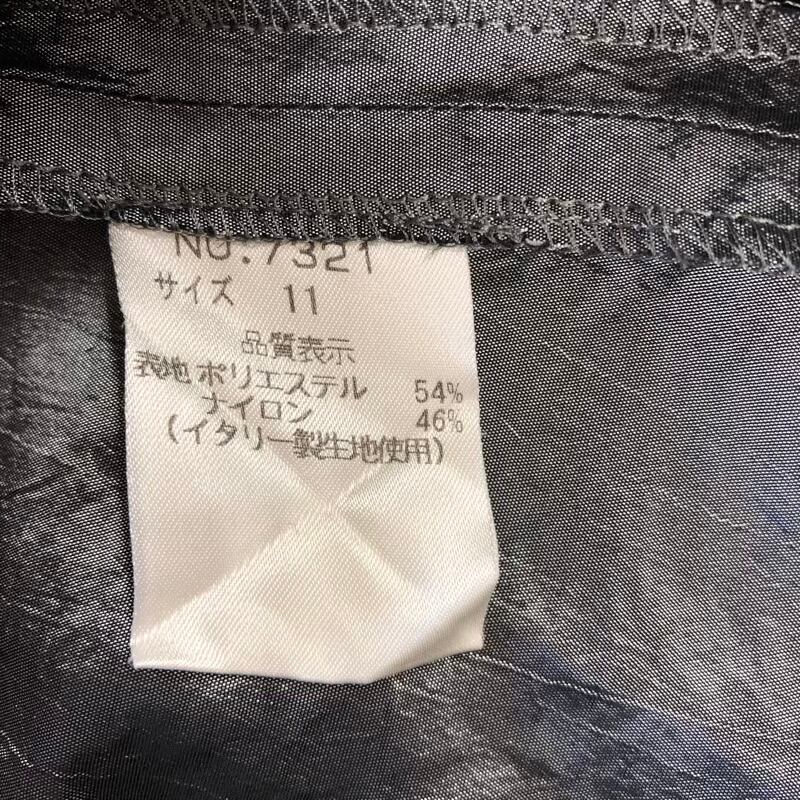 NO.7321
サイズ 11
品質表示
表地 ポリエステル 54%
ナイロン 46%
(イタリー製生地使用)